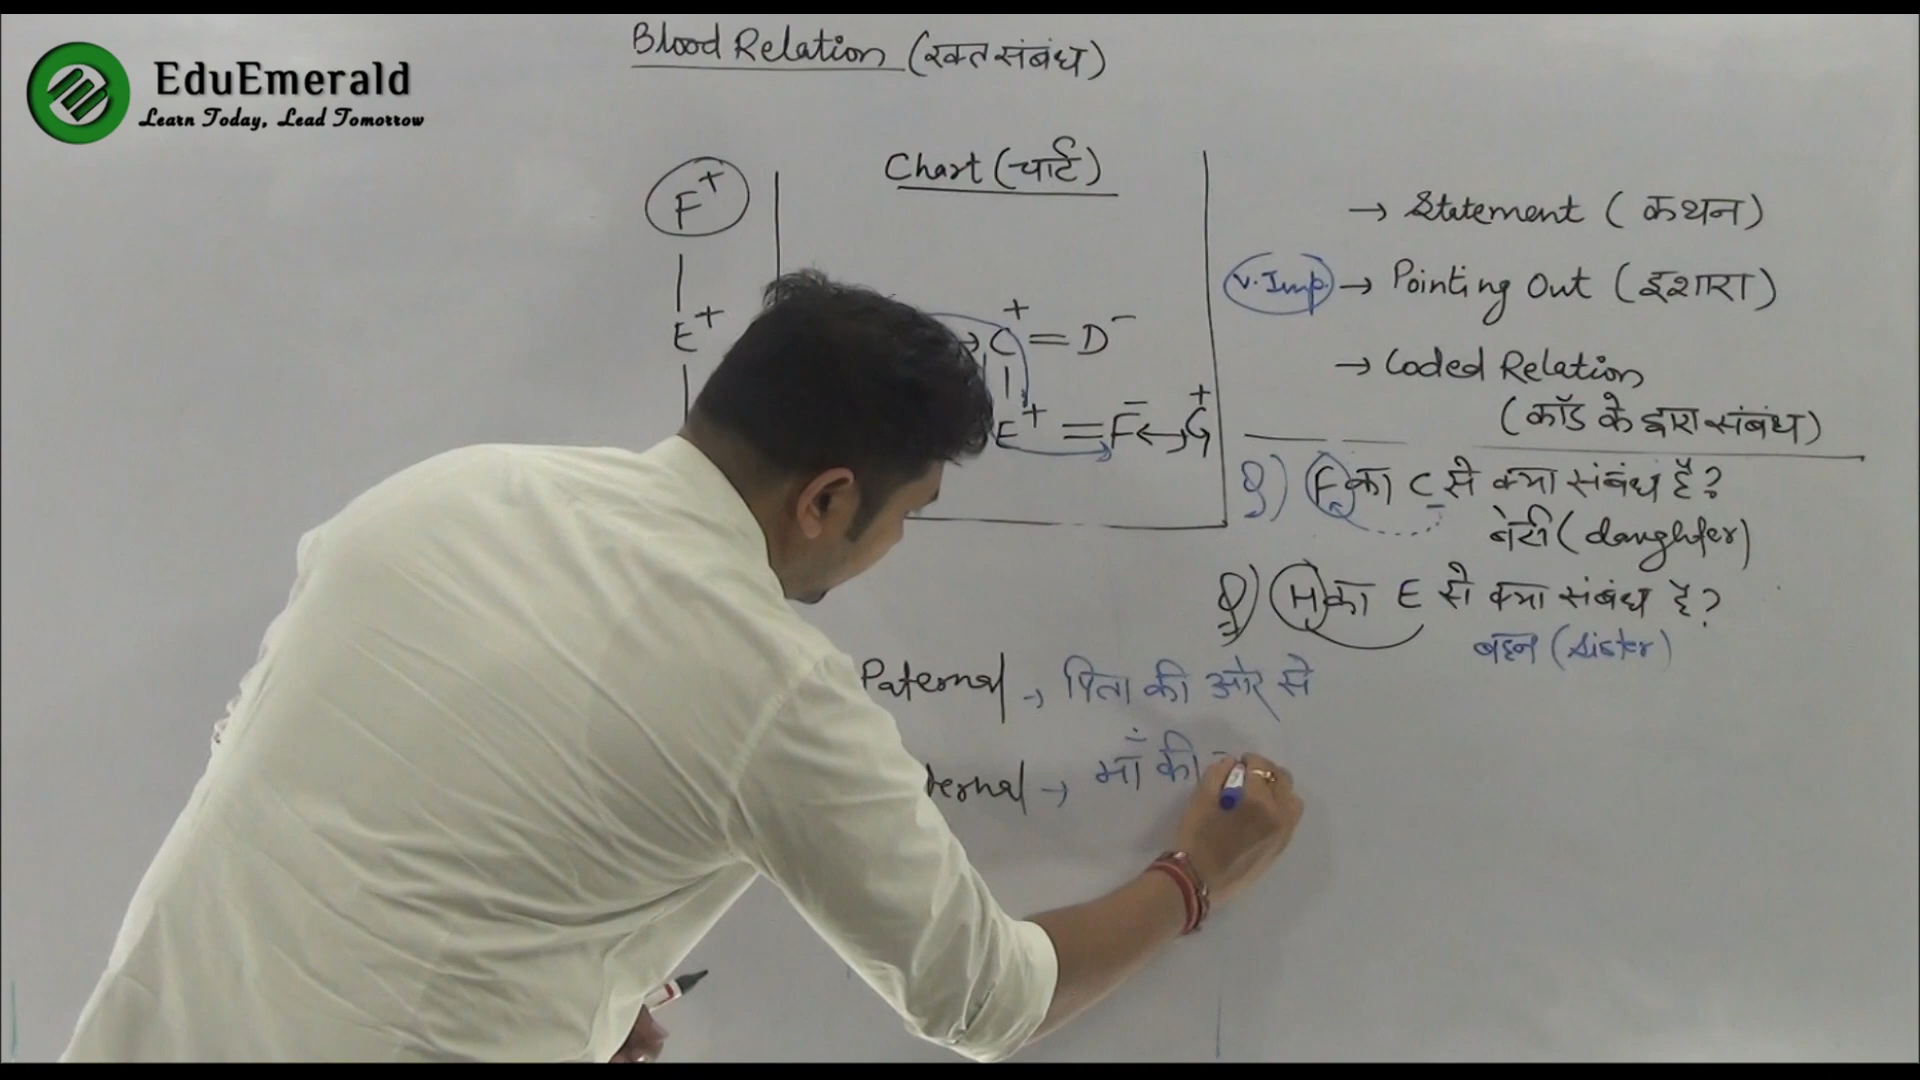 EduEmerald
Learn Today, Lead Tomorrow
Blood Relation (रक्त संबंध)
Chart (चार्ट)
F+
E+
C+ = D-
E+ = F- ↔ G+
→ Statement (कथन)
V. Imp. → Pointing Out (इशारा)
→ Coded Relation
(कॉड के द्वारा संबंध)
Q) F का C से क्या संबंध है?
बेटी (daughter)
Q) H का E से क्या संबंध है?
बहन (sister)
Paternal → पिता की ओर से
ternal → माँ की